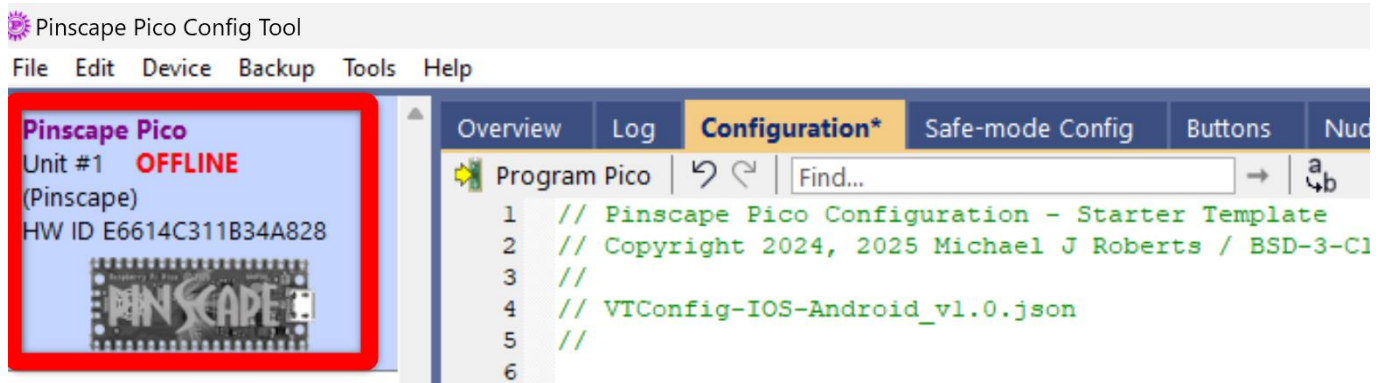 Pinscape Pico Config Tool
File Edit Device Backup Tools Help
Pinscape Pico
Unit #1 OFFLINE
(Pinscape)
HW ID E6614C311B34A828
PINSCAPE
Overview Log Configuration* Safe-mode Config Buttons Nud
Program Pico Find... a b
1 // Pinscape Pico Configuration - Starter Template
2 // Copyright 2024, 2025 Michael J Roberts / BSD-3-Cl
3 //
4 // VTConfig-IOS-Android_v1.0.json
5 //
6